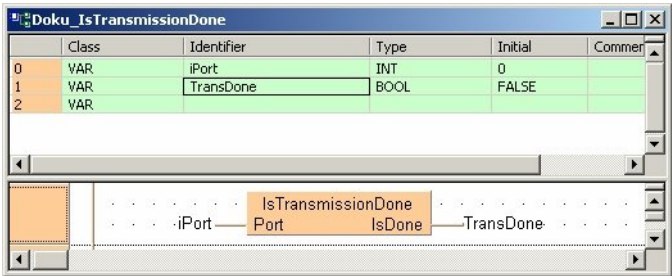 Doku_IsTransmissionDone
Class Identifier Type Initial Commer
0 VAR iPort INT 0
1 VAR TransDone BOOL FALSE
2 VAR
IsTransmissionDone
iPort Port IsDone TransDone